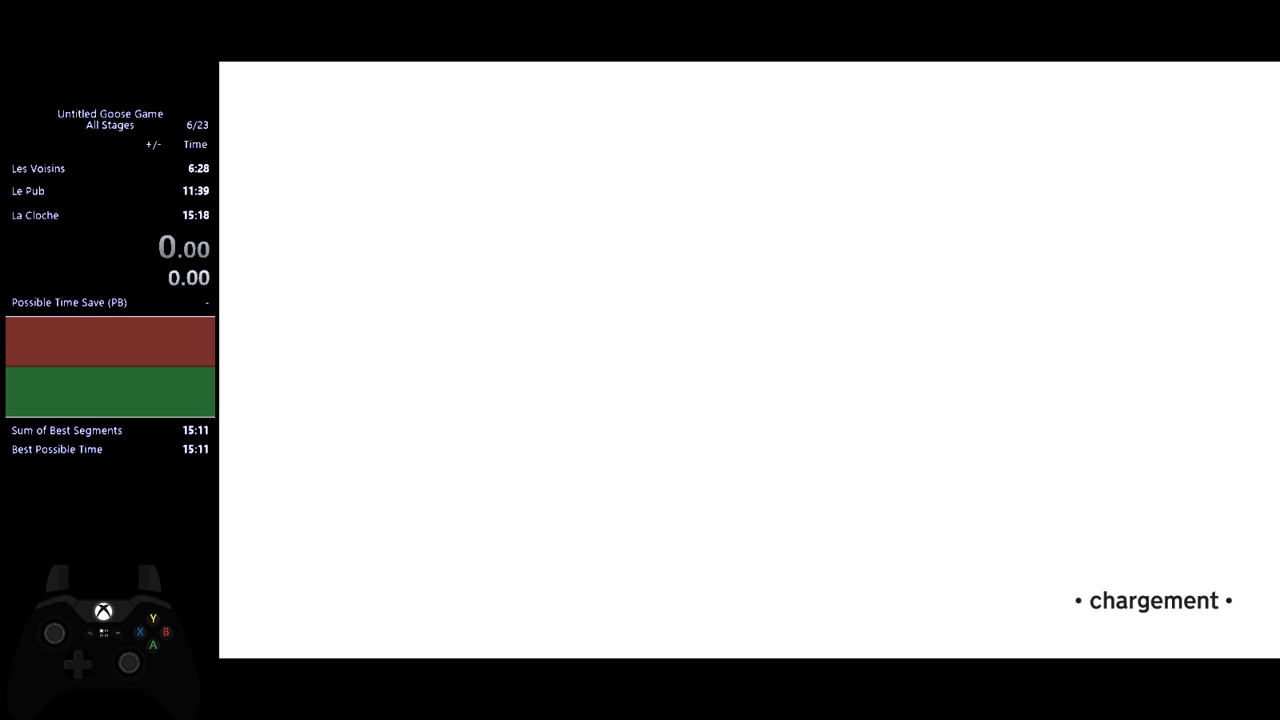 Untitled Goose Game
All Stages 6/23
+/- Time
Les Voisins 6:28
Le Pub 11:39
La Cloche 15:18
0.00
0.00
Possible Time Save (PB) -
Sum of Best Segments 15:11
Best Possible Time 15:11
Y
X B
A
• chargement •